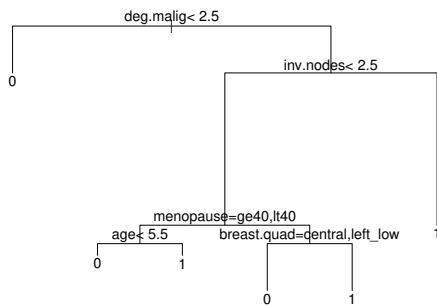 deg.malig< 2.5
0
inv.nodes< 2.5
menopause=ge40,lt40
1
age< 5.5
breast.quad=central,left_low
0
1
0
1